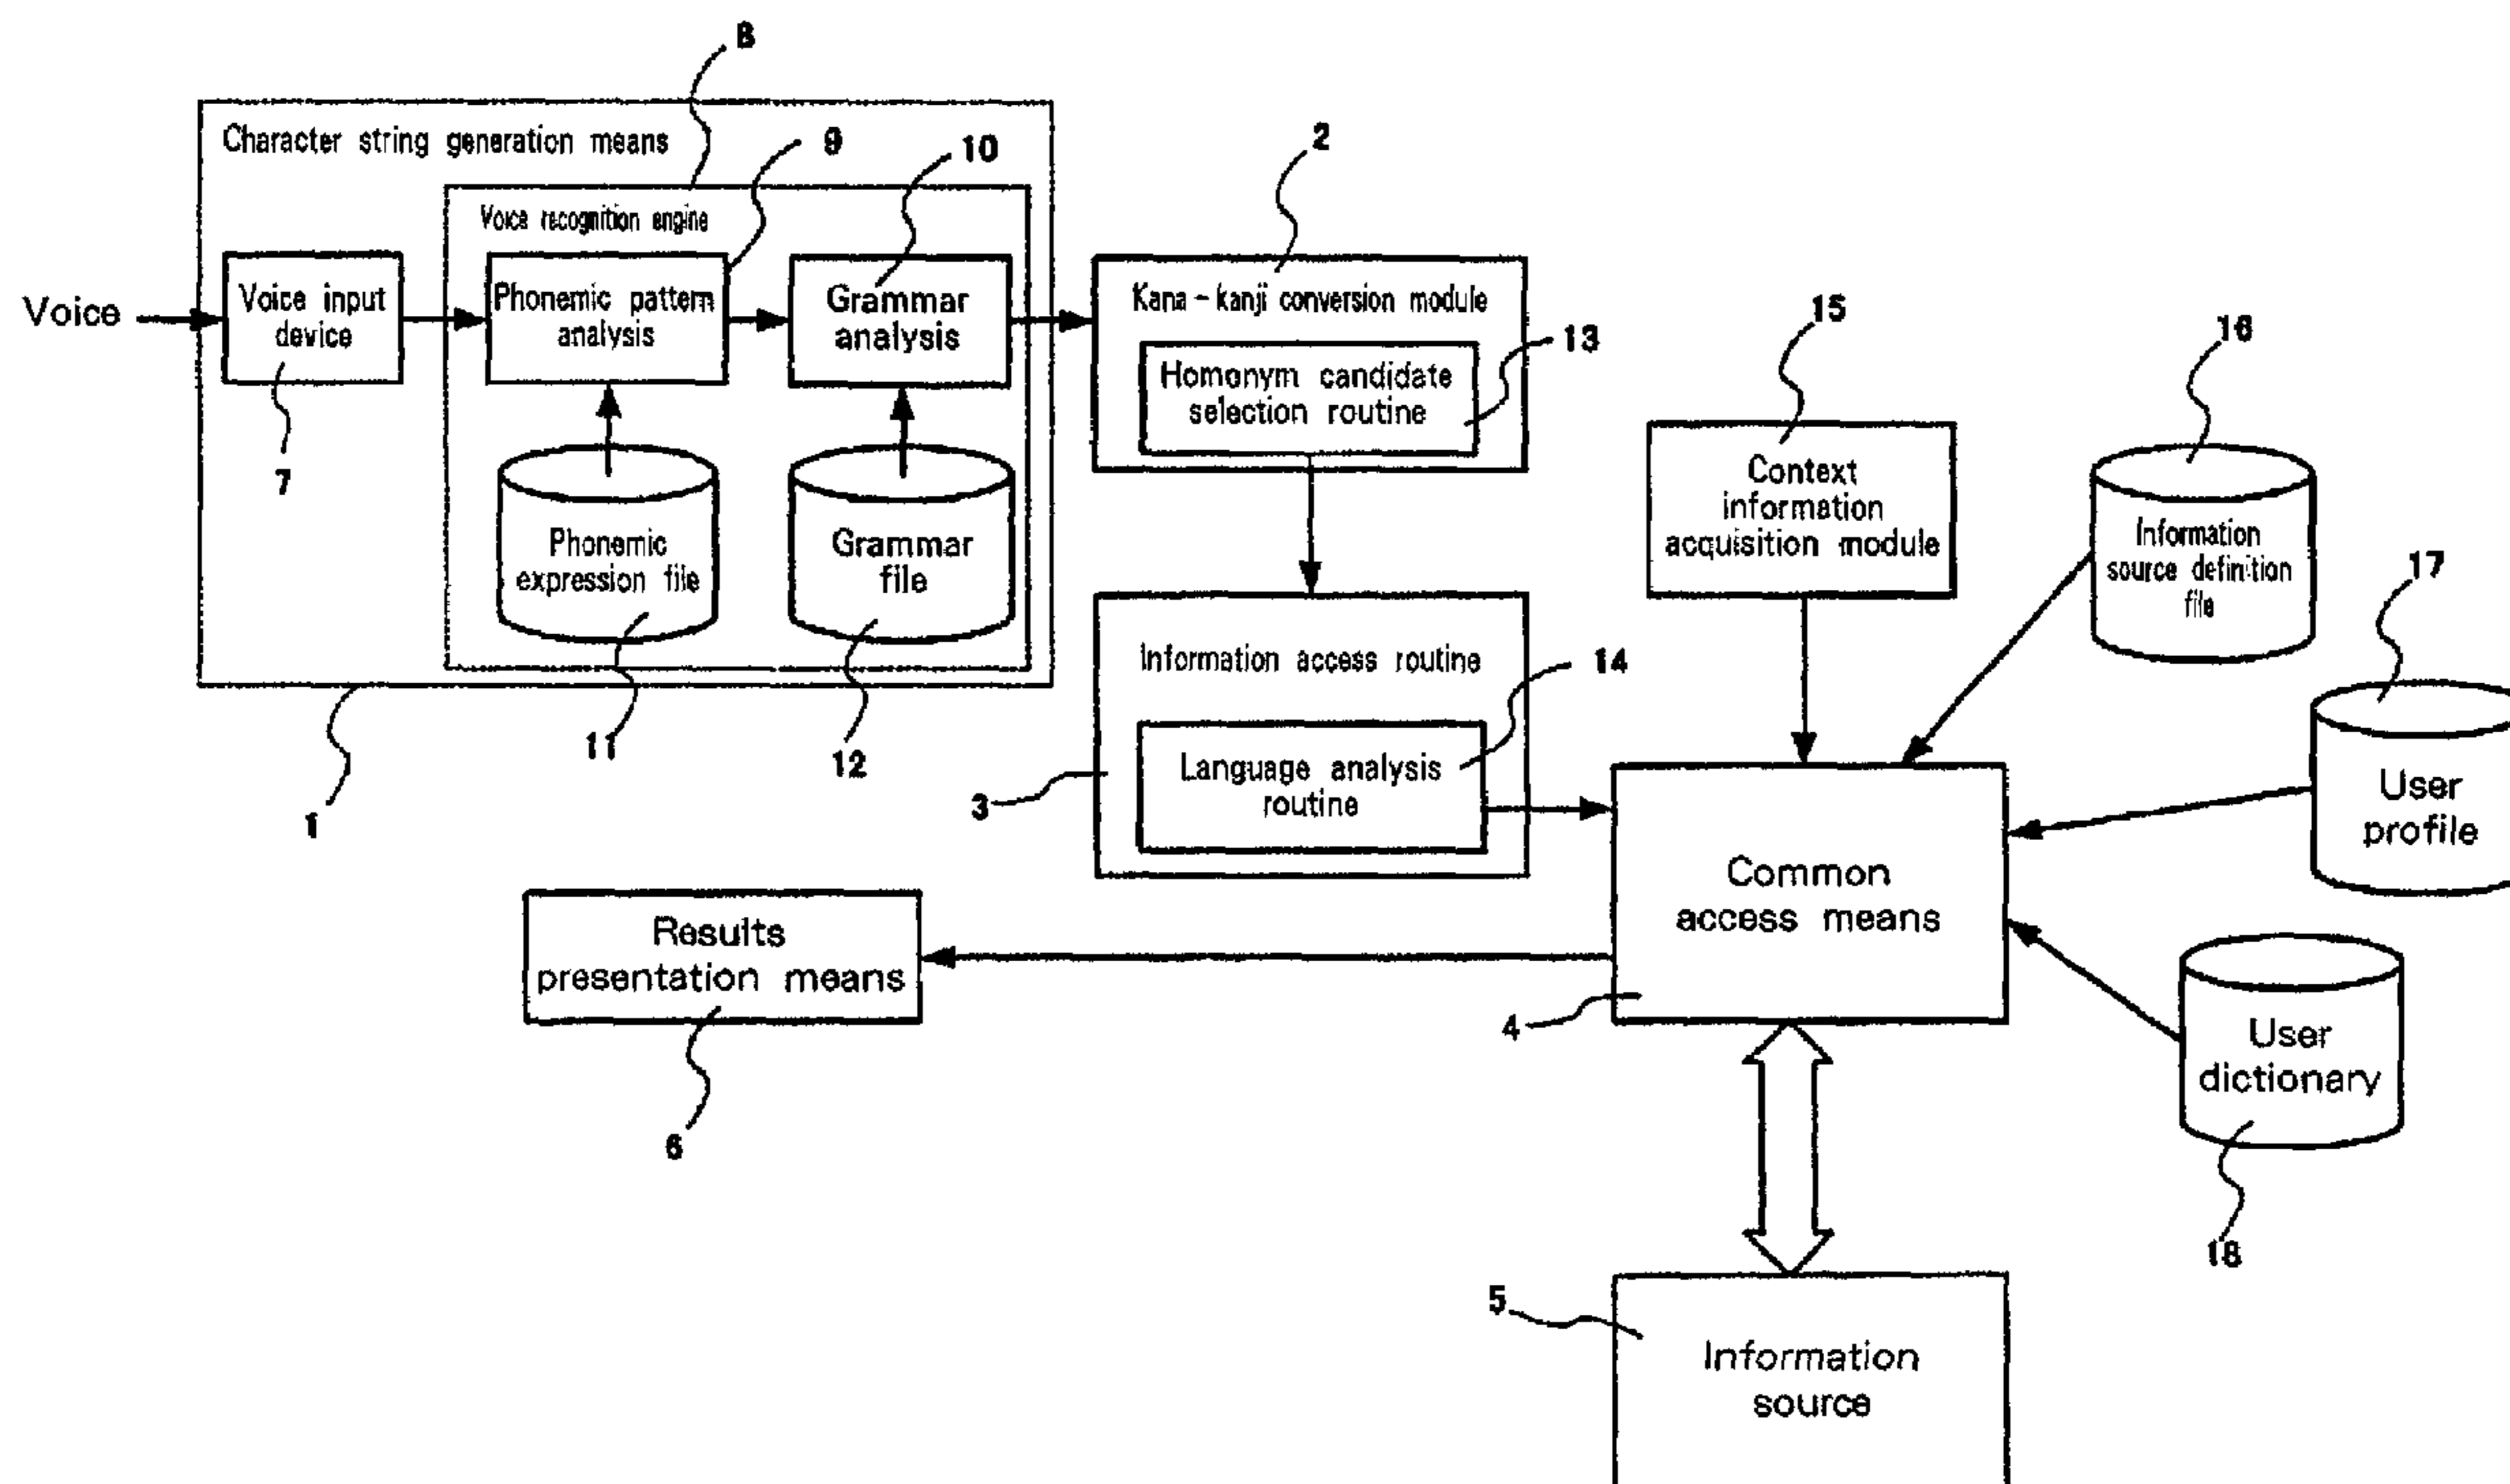 8
Character string generation means
9
10
2
Voice recognition engine
Voice
Voice input
device
Phonemic pattern
analysis
Grammar
analysis
Kana-kanji conversion module
Homonym candidate
selection routine
13
15
16
7
Phonemic
expression file
Grammar
file
Context
information
acquisition module
Information
source definition
file
17
11
12
1
Information access routine
14
Language analysis
routine
3
User
profile
Common
access means
Results
presentation means
4
6
User
dictionary
18
5
Information
source